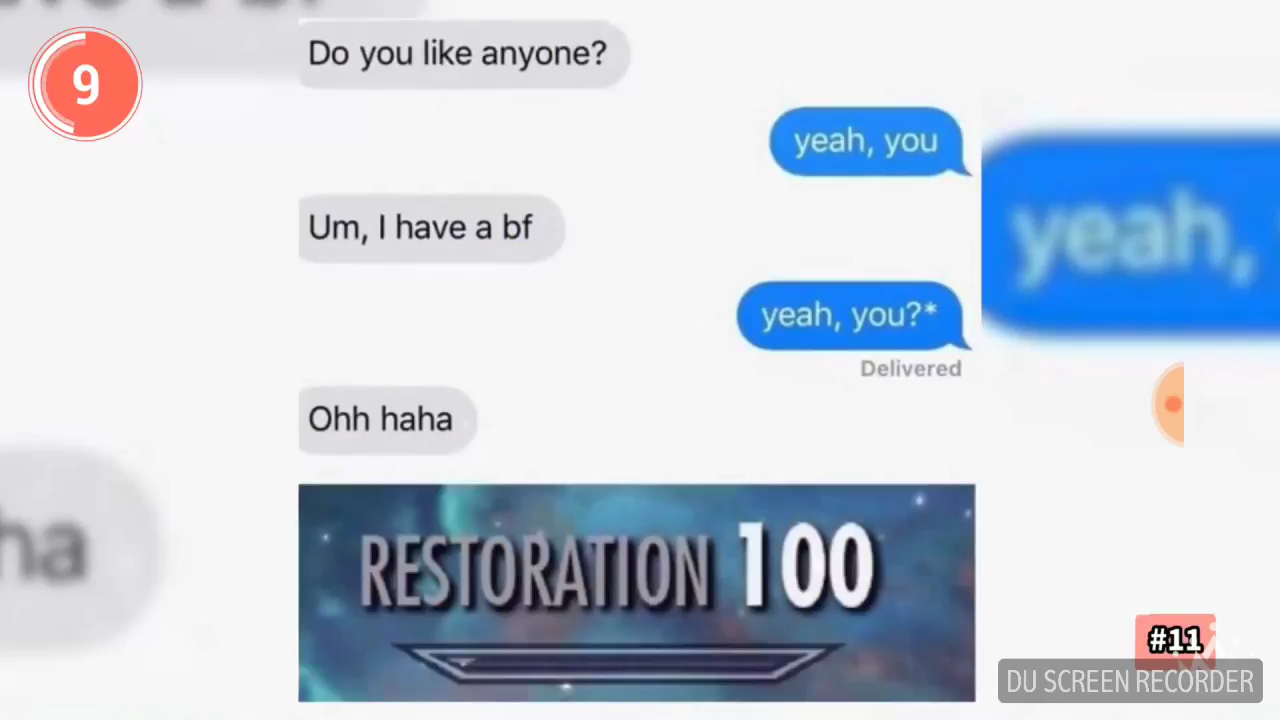 9
Do you like anyone?
yeah, you
Um, I have a bf
yeah,
yeah, you?*
Delivered
Ohh haha
ha
RESTORATION 100
#11
DU SCREEN RECORDER